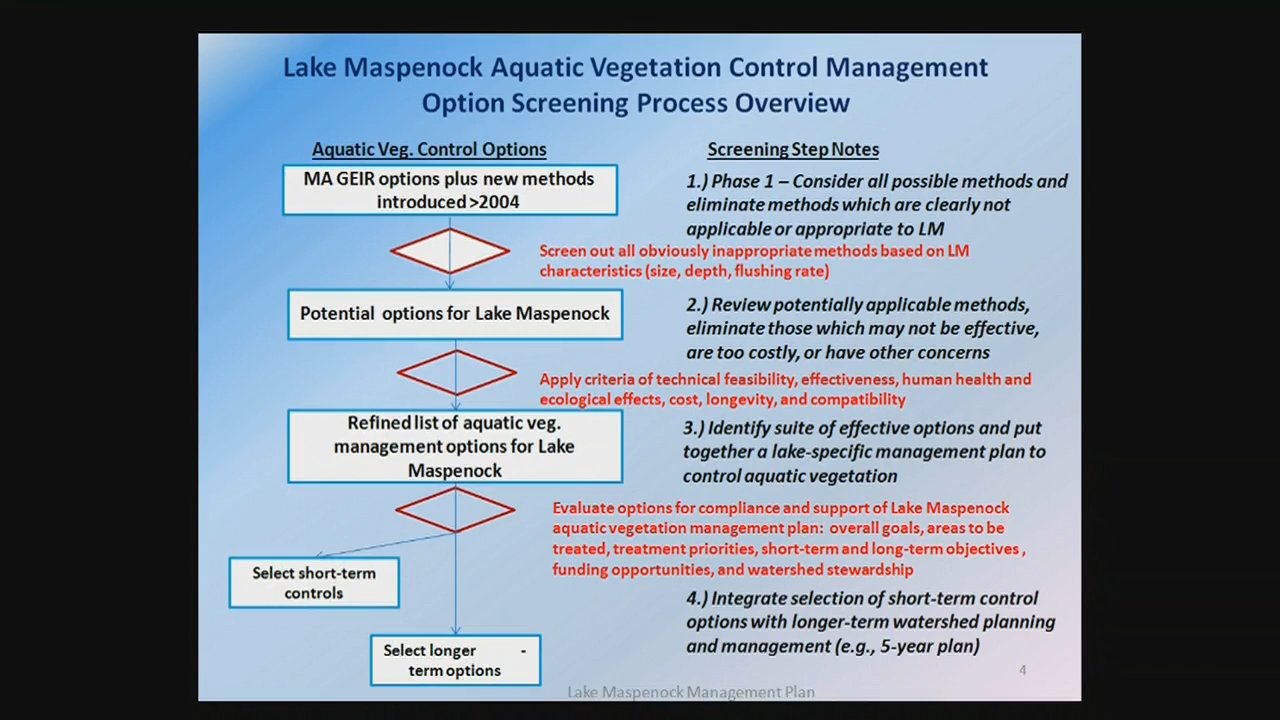 Lake Maspenock Aquatic Vegetation Control Management
Option Screening Process Overview
Aquatic Veg. Control Options
Screening Step Notes
MA GEIR options plus new methods
introduced >2004
1.) Phase 1 – Consider all possible methods and
eliminate methods which are clearly not
applicable or appropriate to LM
Screen out all obviously inappropriate methods based on LM
characteristics (size, depth, flushing rate)
Potential options for Lake Maspenock
2.) Review potentially applicable methods,
eliminate those which may not be effective,
are too costly, or have other concerns
Apply criteria of technical feasibility, effectiveness, human health and
ecological effects, cost, longevity, and compatibility
Refined list of aquatic veg.
management options for Lake
Maspenock
3.) Identify suite of effective options and put
together a lake-specific management plan to
control aquatic vegetation
Evaluate options for compliance and support of Lake Maspenock
aquatic vegetation management plan: overall goals, areas to be
treated, treatment priorities, short-term and long-term objectives ,
funding opportunities, and watershed stewardship
Select short-term
controls
4.) Integrate selection of short-term control
options with longer-term watershed planning
and management (e.g., 5-year plan)
Select longer -
term options
4
Lake Maspenock Management Plan